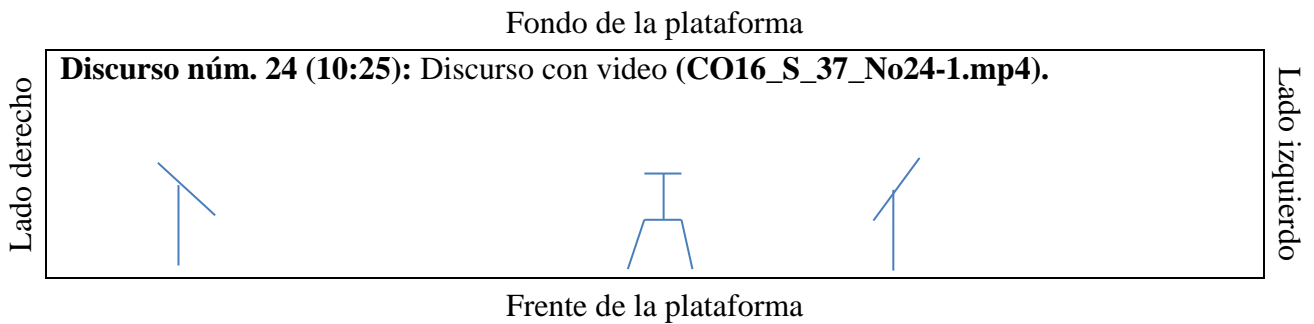 Fondo de la plataforma
Discurso núm. 24 (10:25): Discurso con video (CO16_S_37_No24-1.mp4).
Lado derecho
Lado izquierdo
Frente de la plataforma